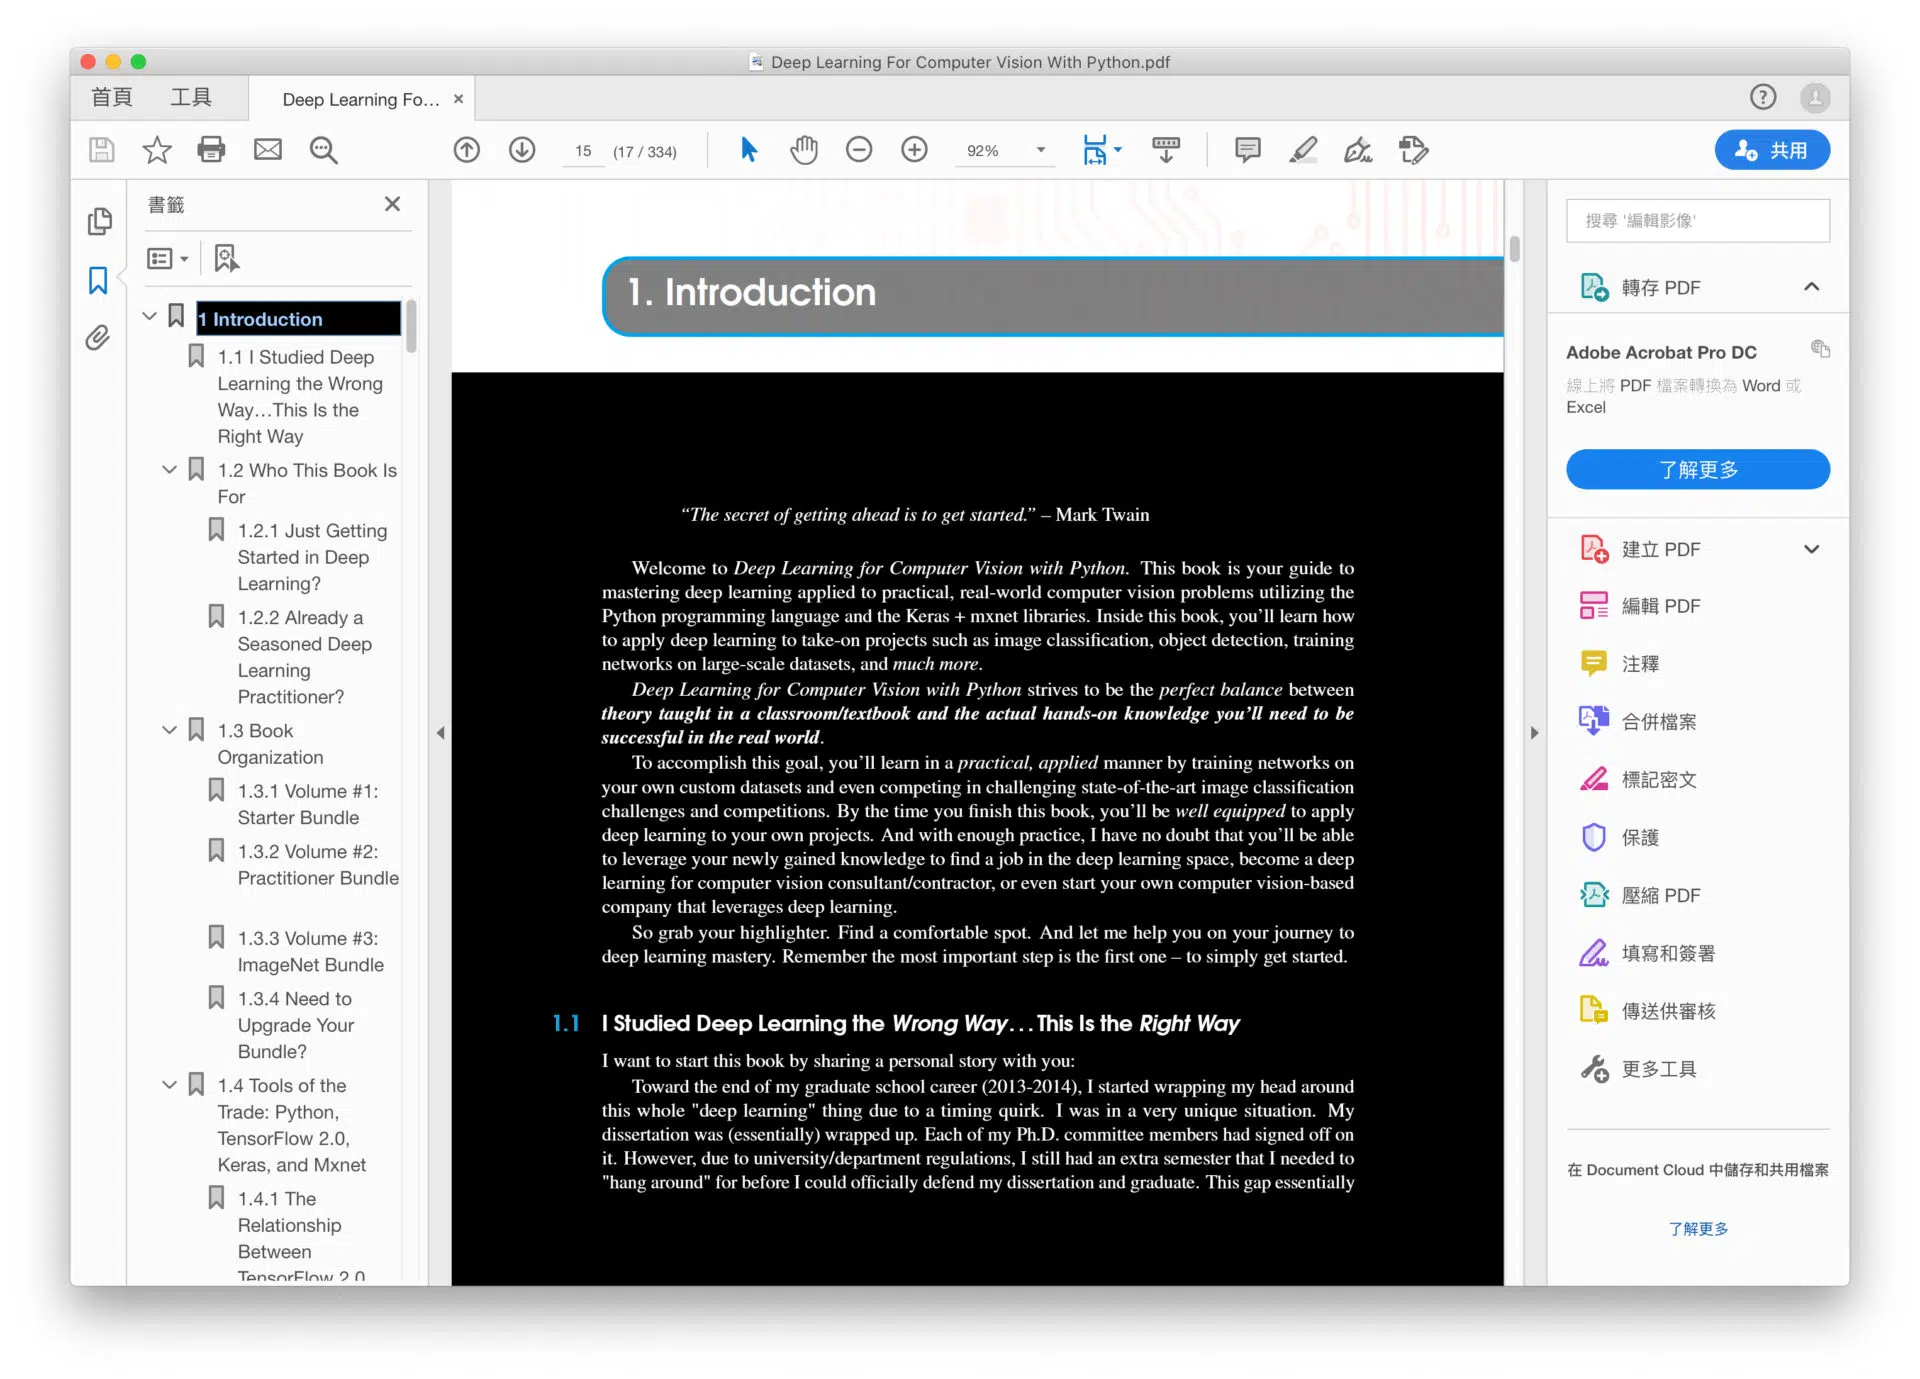 Deep Learning For Computer Vision With Python.pdf
首頁
工具
Deep Learning Fo...
15
(17 / 334)
92%
共用
書籤
1 Introduction
1.1 I Studied Deep
Learning the Wrong
Way…This Is the
Right Way
1.2 Who This Book Is
For
1.2.1 Just Getting
Started in Deep
Learning?
1.2.2 Already a
Seasoned Deep
Learning
Practitioner?
1.3 Book
Organization
1.3.1 Volume #1:
Starter Bundle
1.3.2 Volume #2:
Practitioner Bundle
1.3.3 Volume #3:
ImageNet Bundle
1.3.4 Need to
Upgrade Your
Bundle?
1.4 Tools of the
Trade: Python,
TensorFlow 2.0,
Keras, and Mxnet
1.4.1 The
Relationship
Between
TensorFlow 2.0
1. Introduction
“The secret of getting ahead is to get started.” – Mark Twain
Welcome to Deep Learning for Computer Vision with Python. This book is your guide to
mastering deep learning applied to practical, real-world computer vision problems utilizing the
Python programming language and the Keras + mxnet libraries. Inside this book, you’ll learn how
to apply deep learning to take-on projects such as image classification, object detection, training
networks on large-scale datasets, and much more.
Deep Learning for Computer Vision with Python strives to be the perfect balance between
theory taught in a classroom/textbook and the actual hands-on knowledge you’ll need to be
successful in the real world.
To accomplish this goal, you’ll learn in a practical, applied manner by training networks on
your own custom datasets and even competing in challenging state-of-the-art image classification
challenges and competitions. By the time you finish this book, you’ll be well equipped to apply
deep learning to your own projects. And with enough practice, I have no doubt that you’ll be able
to leverage your newly gained knowledge to find a job in the deep learning space, become a deep
learning for computer vision consultant/contractor, or even start your own computer vision-based
company that leverages deep learning.
So grab your highlighter. Find a comfortable spot. And let me help you on your journey to
deep learning mastery. Remember the most important step is the first one – to simply get started.
1.1 I Studied Deep Learning the Wrong Way…This Is the Right Way
I want to start this book by sharing a personal story with you:
Toward the end of my graduate school career (2013-2014), I started wrapping my head around
this whole "deep learning" thing due to a timing quirk. I was in a very unique situation. My
dissertation was (essentially) wrapped up. Each of my Ph.D. committee members had signed off on
it. However, due to university/department regulations, I still had an extra semester that I needed to
"hang around" for before I could officially defend my dissertation and graduate. This gap essentially
搜尋 '編輯影像'
轉存 PDF
Adobe Acrobat Pro DC
線上將 PDF 檔案轉換為 Word 或
Excel
了解更多
建立 PDF
編輯 PDF
注釋
合併檔案
標記密文
保護
壓縮 PDF
填寫和簽署
傳送供審核
更多工具
在 Document Cloud 中儲存和共用檔案
了解更多